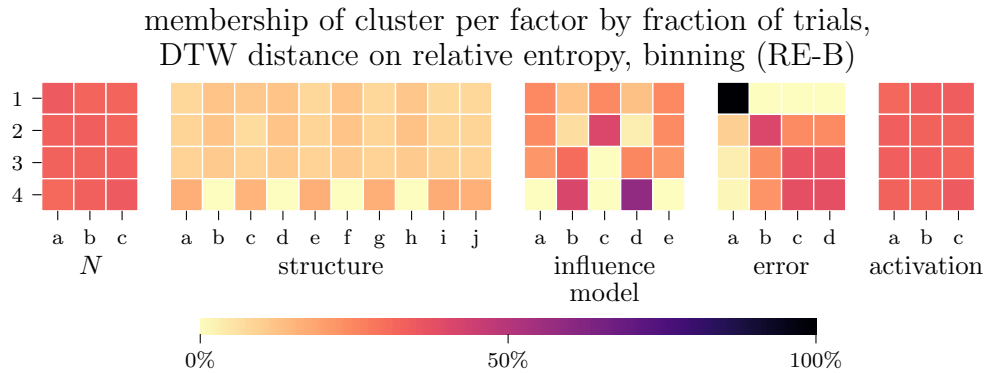 membership of cluster per factor by fraction of trials,
DTW distance on relative entropy, binning (RE-B)
1
2
3
4
a b c a b c d e f g h i j a b c d e a b c d a b c
N structure influence model error activation
0% 50% 100%